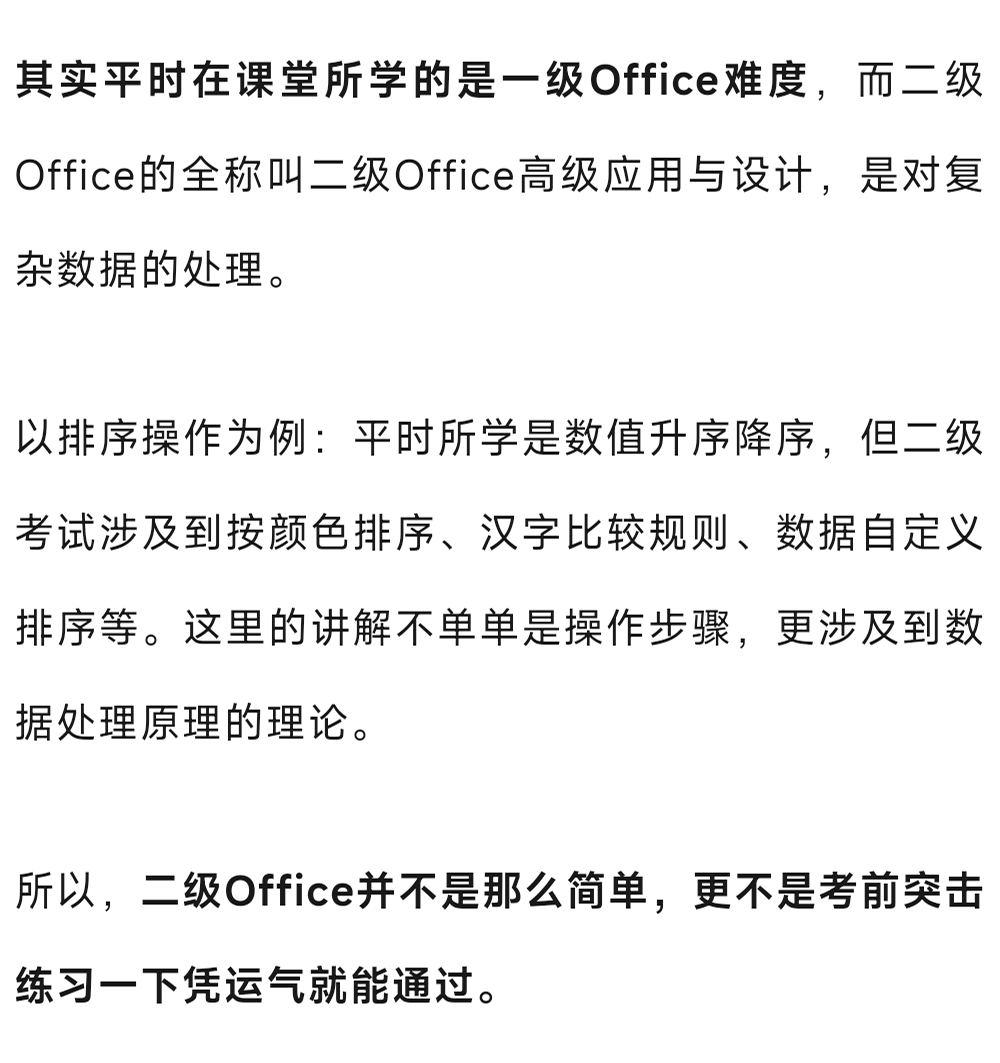 其实平时在课堂所学的是一级Office难度，而二级
Office的全称叫二级Office高级应用与设计，是对复
杂数据的处理。
以排序操作为例：平时所学是数值升序降序，但二级
考试涉及到按颜色排序、汉字比较规则、数据自定义
排序等。这里的讲解不单单是操作步骤，更涉及到数
据处理原理的理论。
所以，二级Office并不是那么简单，更不是考前突击
练习一下凭运气就能通过。